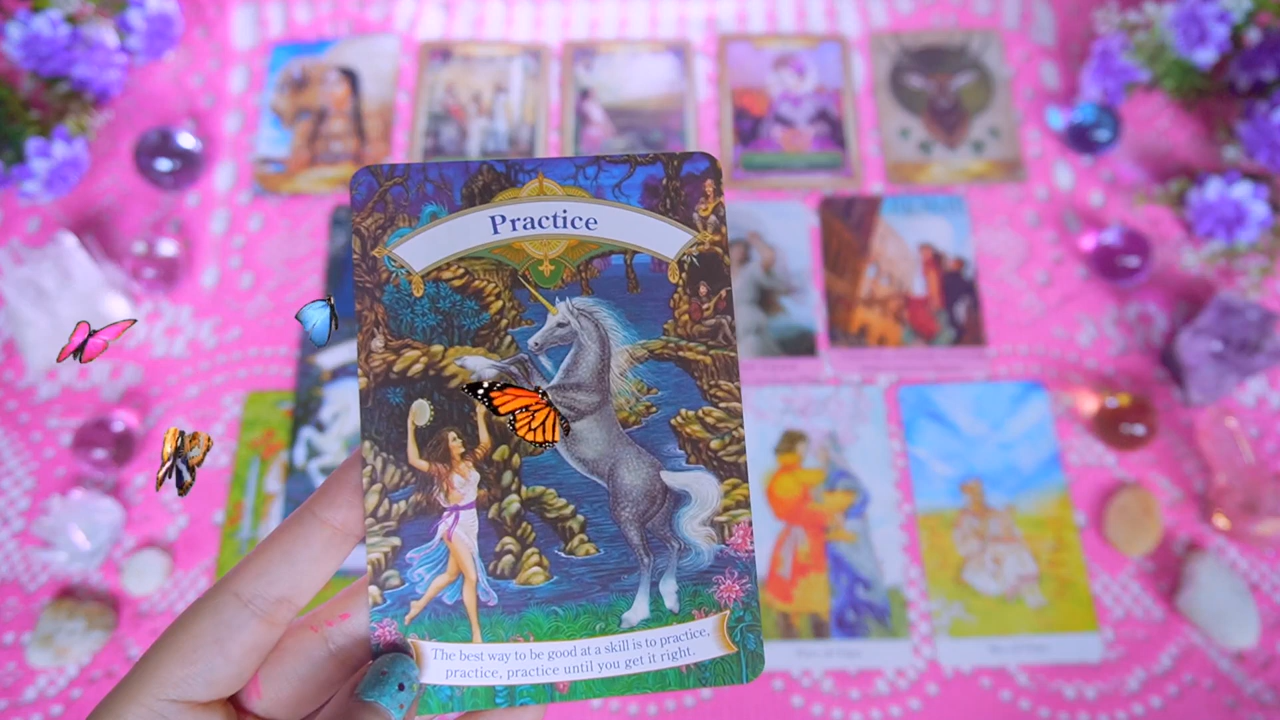 Practice
The best way to be good at a skill is to practice,
practice, practice until you get it right.